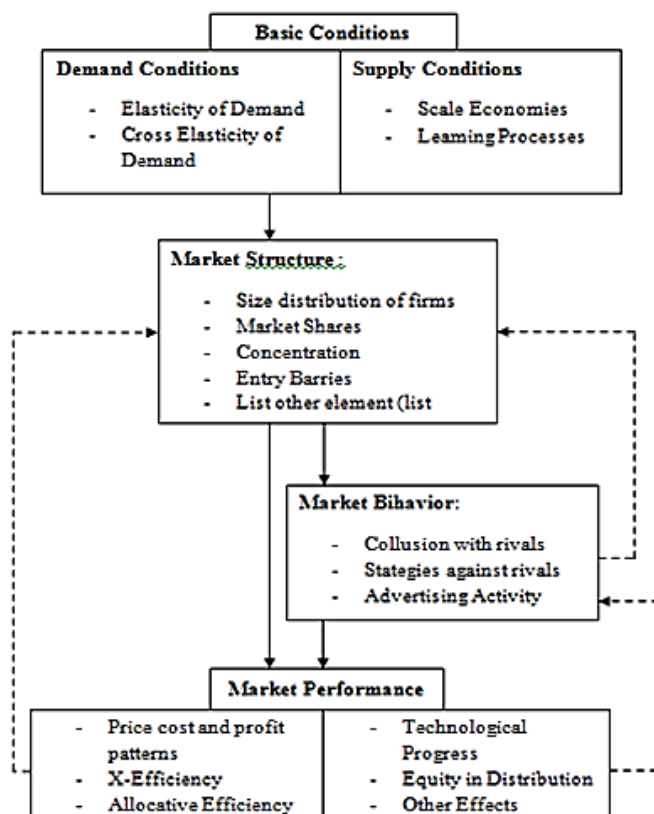 Basic Conditions
Demand Conditions
- Elasticity of Demand
- Cross Elasticity of
Demand
Supply Conditions
- Scale Economies
- Learning Processes
Market Structure :
- Size distribution of firms
- Market Shares
- Concentration
- Entry Barries
- List other element (list
Market Bihavior:
- Collusion with rivals
- Stategies against rivals
- Advertising Activity
Market Performance
- Price cost and profit
patterns
- X-Efficiency
- Allocative Efficiency
- Technological
Progress
- Equity in Distribution
- Other Effects